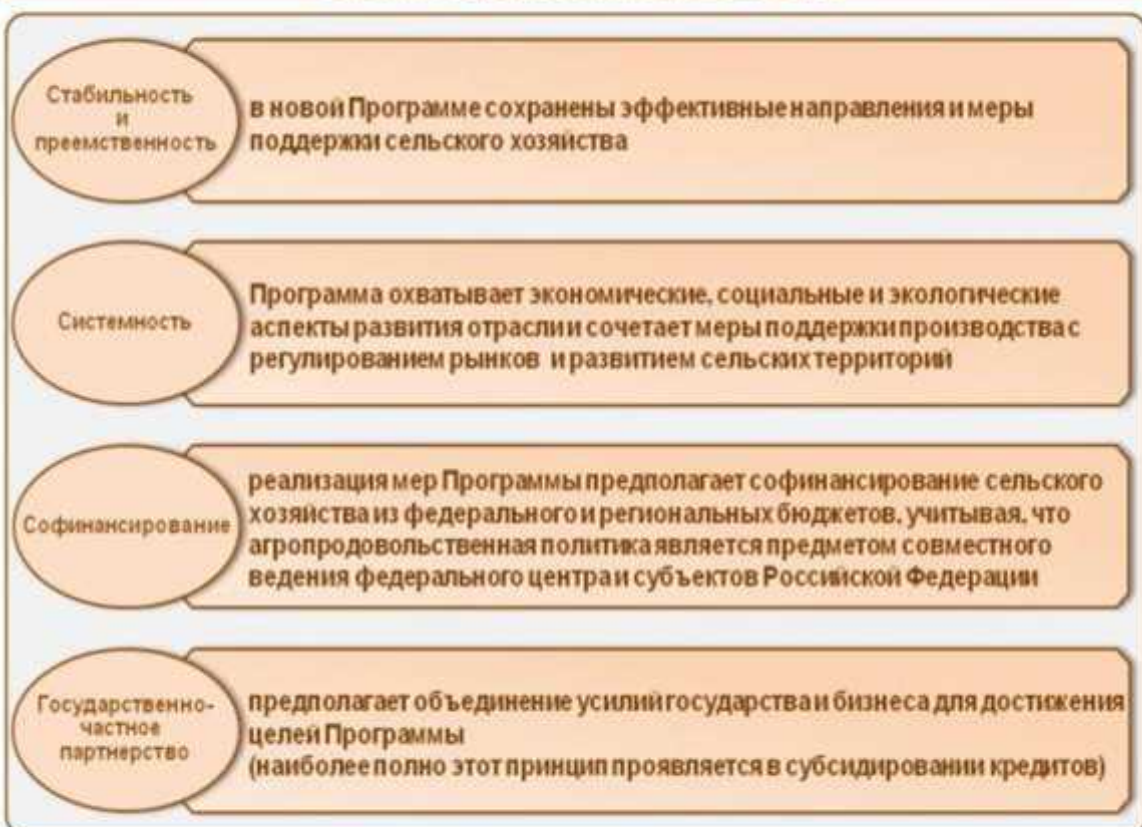 Стабильность
и
преемственность
в новой Программе сохранены эффективные направления и меры
поддержки сельского хозяйства
Системность
Программа охватывает экономические, социальные и экологические
аспекты развития отрасли и сочетает меры поддержки производства с
регулированием рынков и развитием сельских территорий
Софинансирование
реализация мер Программы предполагает софинансирование сельского
хозяйства из федерального и региональных бюджетов, учитывая, что
агропродовольственная политика является предметом совместного
ведения федерального центра и субъектов Российской Федерации
Государственно-
частное
партнерство
предполагает объединение усилий государства и бизнеса для достижения
целей Программы
(наиболее полно этот принцип проявляется в субсидировании кредитов)